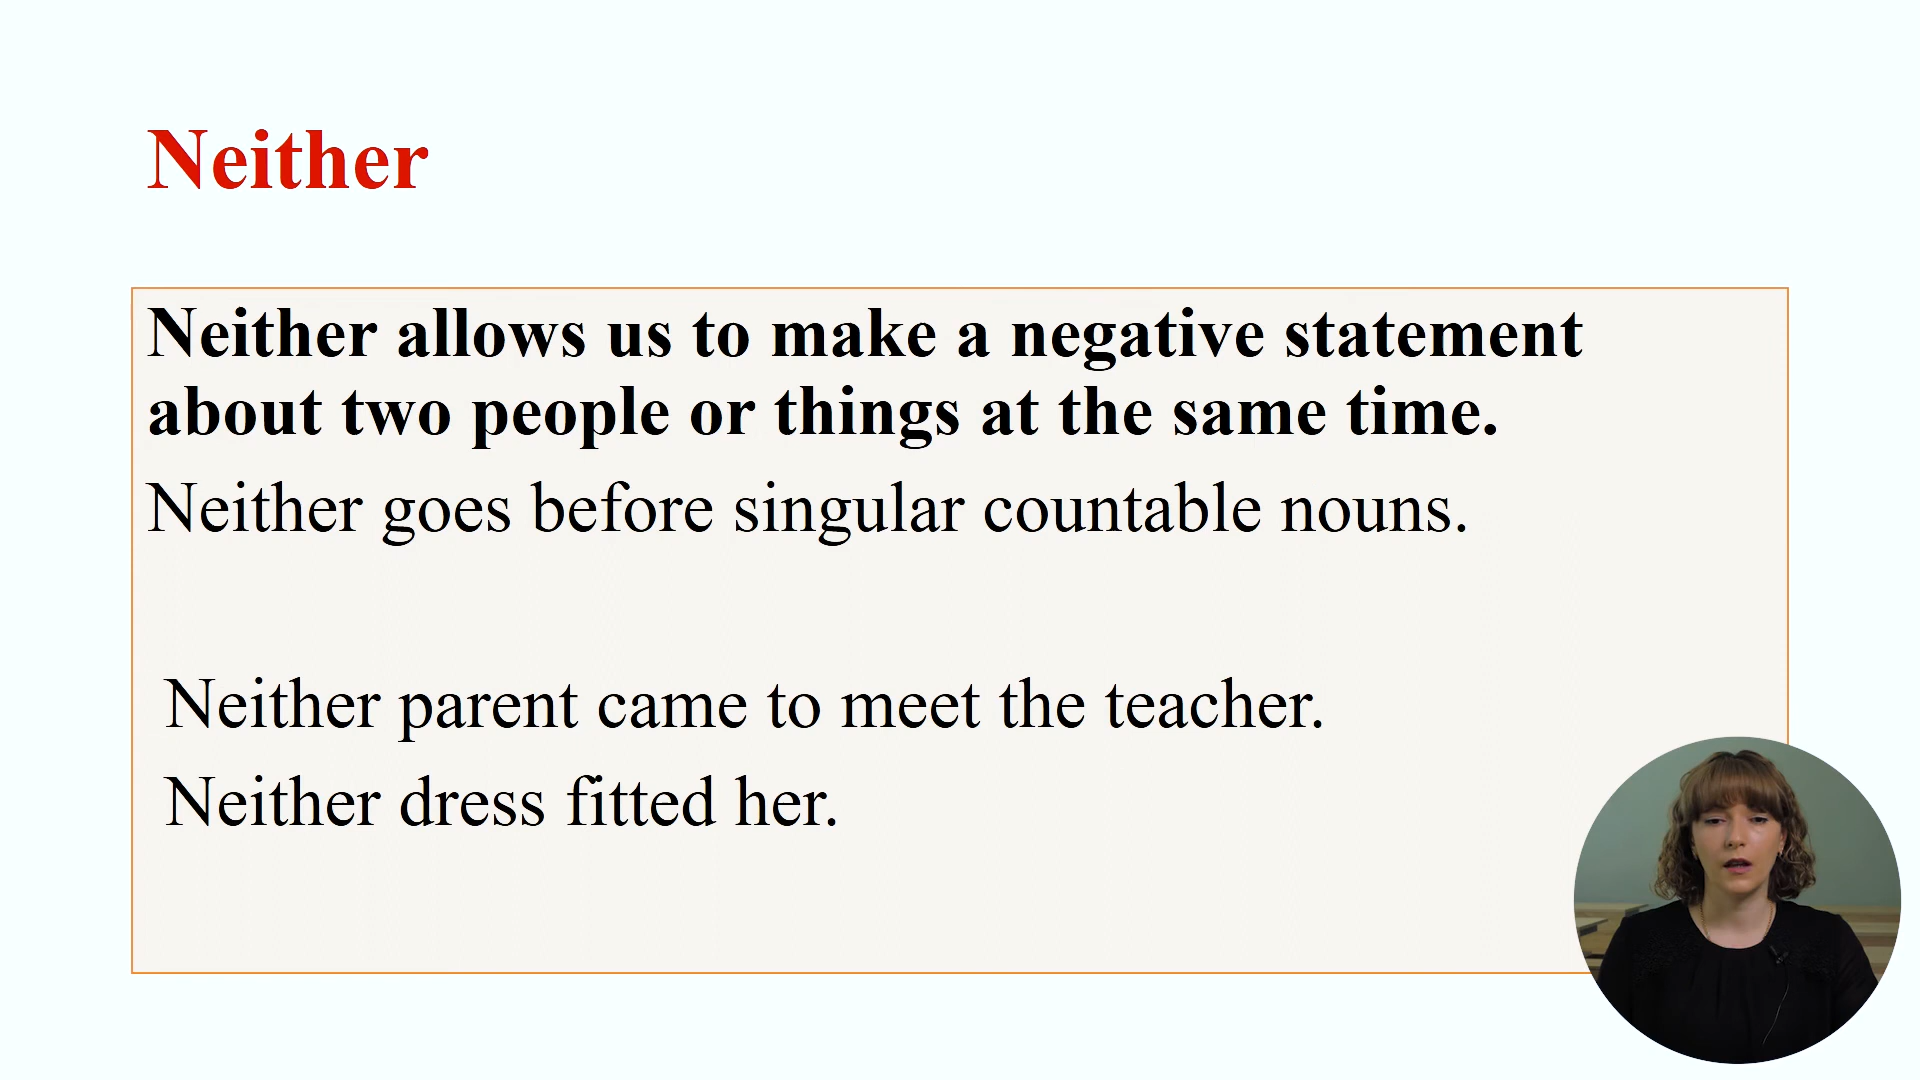 Neither
Neither allows us to make a negative statement
about two people or things at the same time.
Neither goes before singular countable nouns.
Neither parent came to meet the teacher.
Neither dress fitted her.